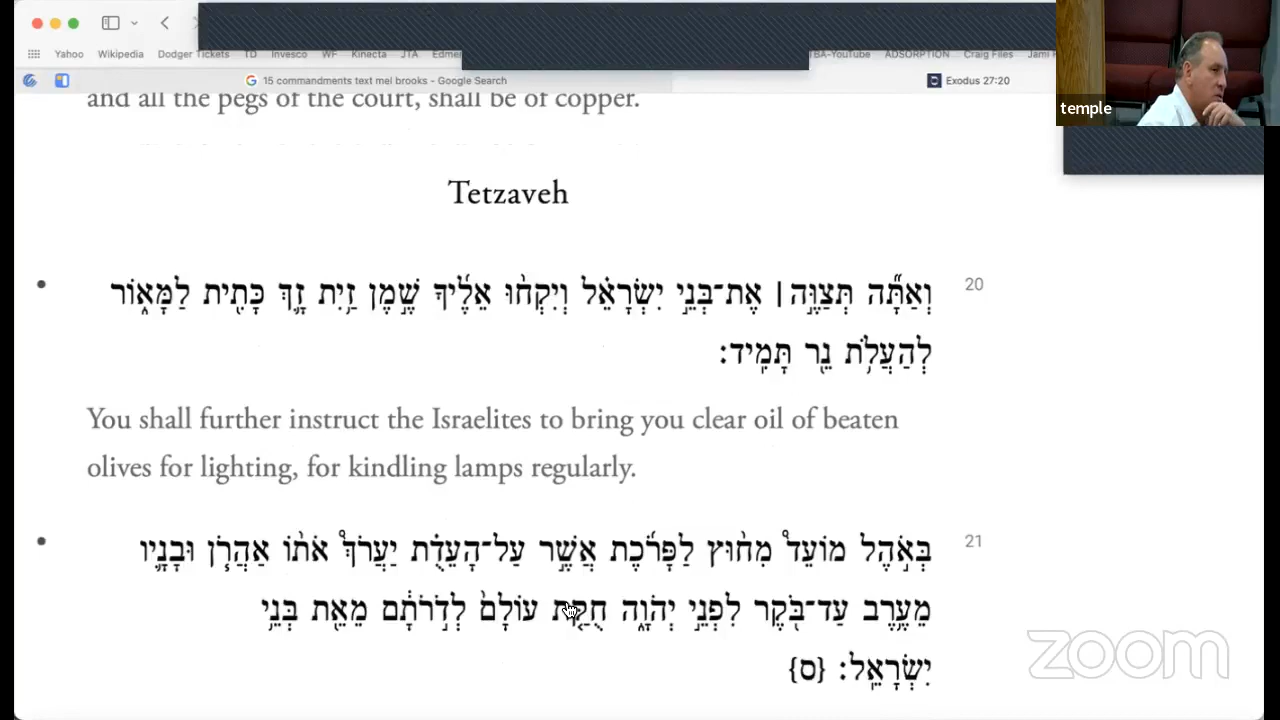 Yahoo Wikipedia Dodger Tickets TD Invesco WF Kinecta JTA TBA-YouTube ADSORPTION Craig Files
15 commandments text mel brooks - Google Search Exodus 27:20
temple
and all the pegs of the court, shall be of copper.
Tetzaveh
20
וְאַתָּ֞ה תְּצַוֶּ֣ה ׀ אֶת־בְּנֵ֣י יִשְׂרָאֵ֗ל וְיִקְח֨וּ אֵלֶ֜יךָ שֶׁ֣מֶן זַ֥יִת זָ֛ךְ כָּתִ֖ית לַמָּא֑וֹר
לְהַעֲלֹ֥ת נֵ֖ר תָּמִֽיד׃
You shall further instruct the Israelites to bring you clear oil of beaten
olives for lighting, for kindling lamps regularly.
21
בְּאֹ֣הֶל מוֹעֵד֩ מִח֨וּץ לַפָּרֹ֜כֶת אֲשֶׁ֣ר עַל־הָעֵדֻ֗ת יַעֲרֹךְ֩ אֹת֨וֹ אַהֲרֹ֧ן וּבָנָ֛יו
מֵעֶ֥רֶב עַד־בֹּ֖קֶר לִפְנֵ֣י יְהֹוָ֑ה חֻקַּ֤ת עוֹלָם֙ לְדֹ֣רֹתָ֔ם מֵאֵ֖ת בְּנֵ֥י
יִשְׂרָאֵֽל׃ {ס}
zoom